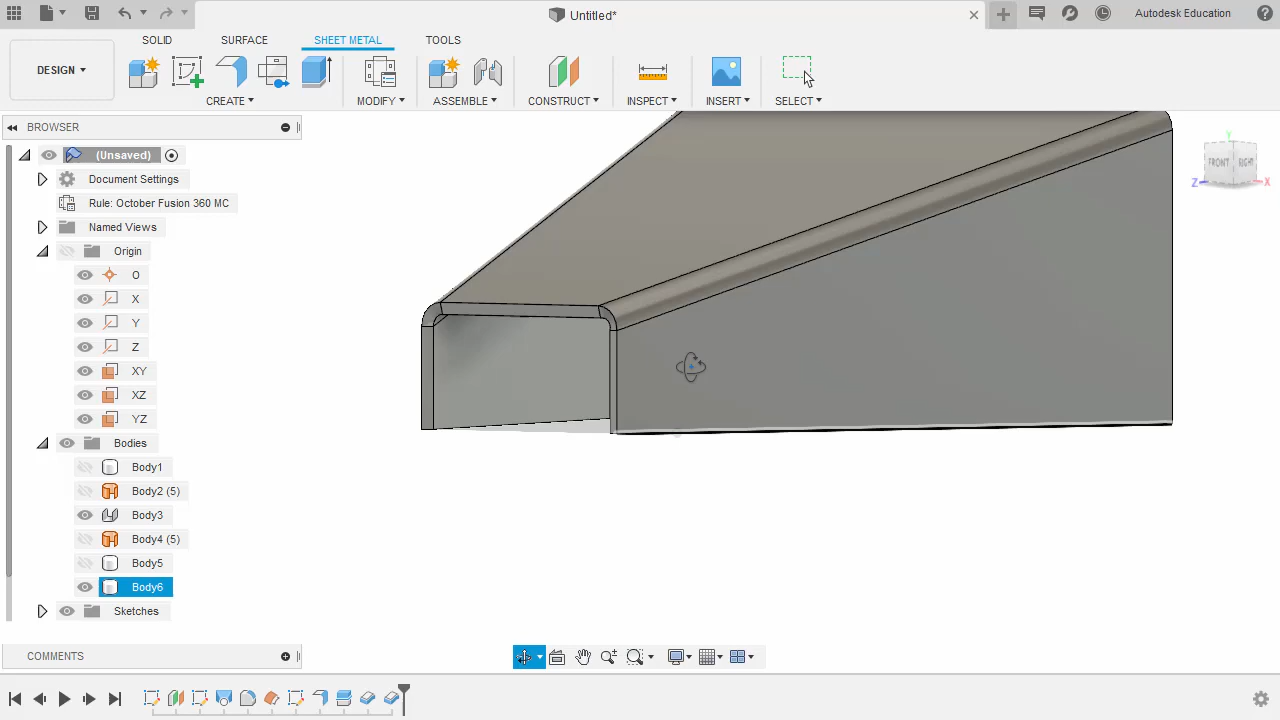 Untitled*
Autodesk Education
SOLID SURFACE SHEET METAL TOOLS
DESIGN
CREATE MODIFY ASSEMBLE CONSTRUCT INSPECT INSERT SELECT
BROWSER
(Unsaved)
Document Settings
Rule: October Fusion 360 MC
Named Views
Origin
O
X
Y
Z
XY
XZ
YZ
Bodies
Body1
Body2 (5)
Body3
Body4 (5)
Body5
Body6
Sketches
COMMENTS
Y
FRONT RIGHT
Z X